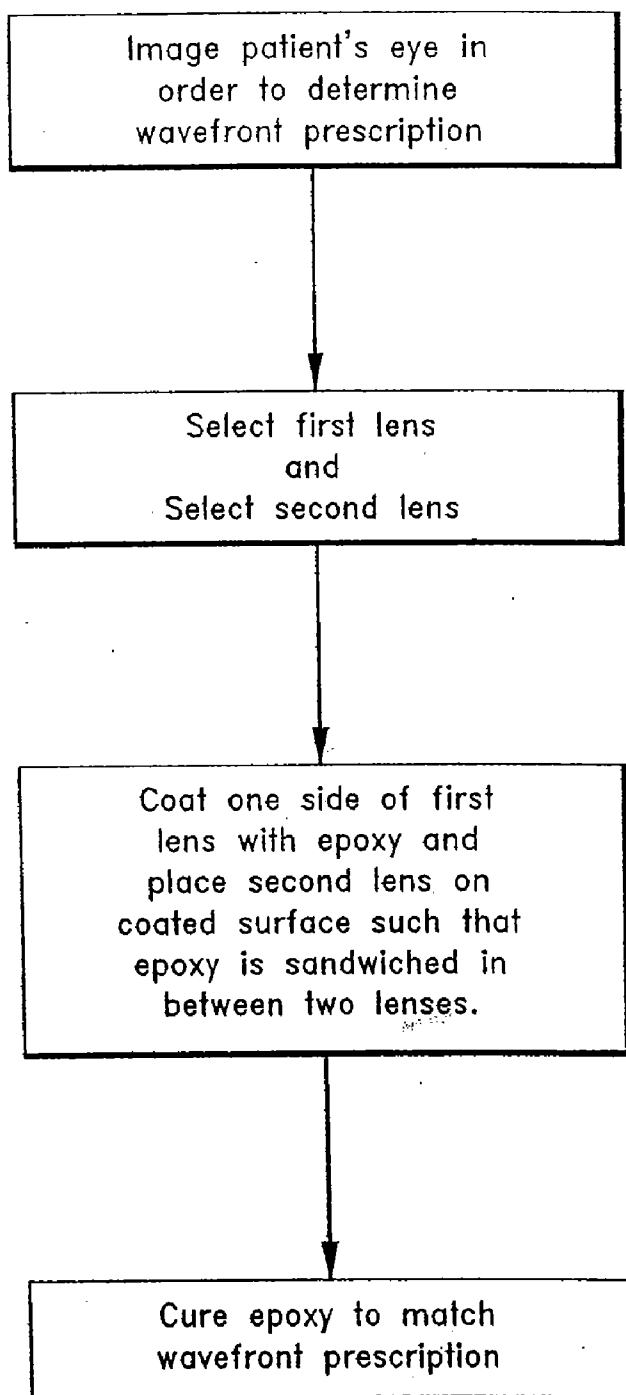 Image patient's eye in
order to determine
wavefront prescription
Select first lens
and
Select second lens
Coat one side of first
lens with epoxy and
place second lens on
coated surface such that
epoxy is sandwiched in
between two lenses.
Cure epoxy to match
wavefront prescription